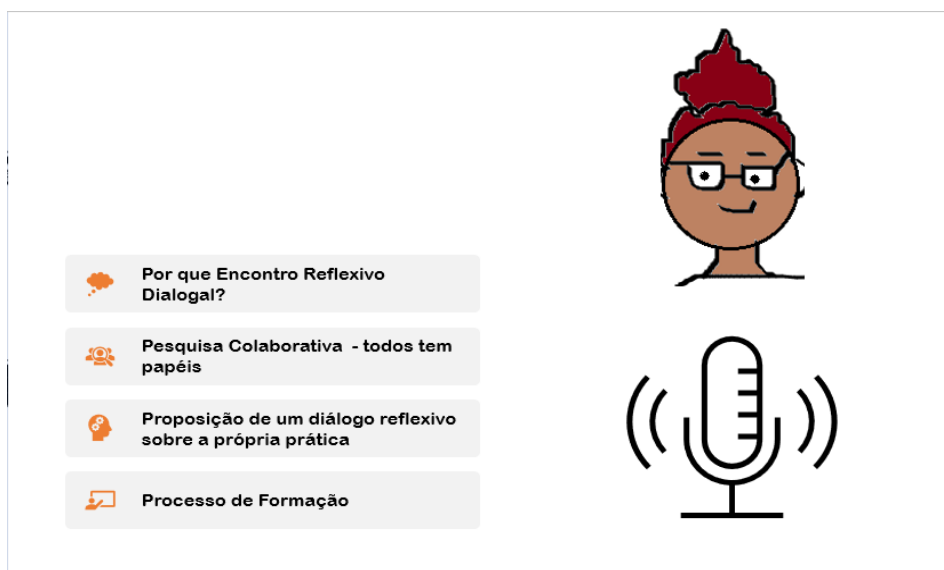 Por que Encontro Reflexivo
Dialogal?
Pesquisa Colaborativa - todos tem
papéis
Proposição de um diálogo reflexivo
sobre a própria prática
Processo de Formação